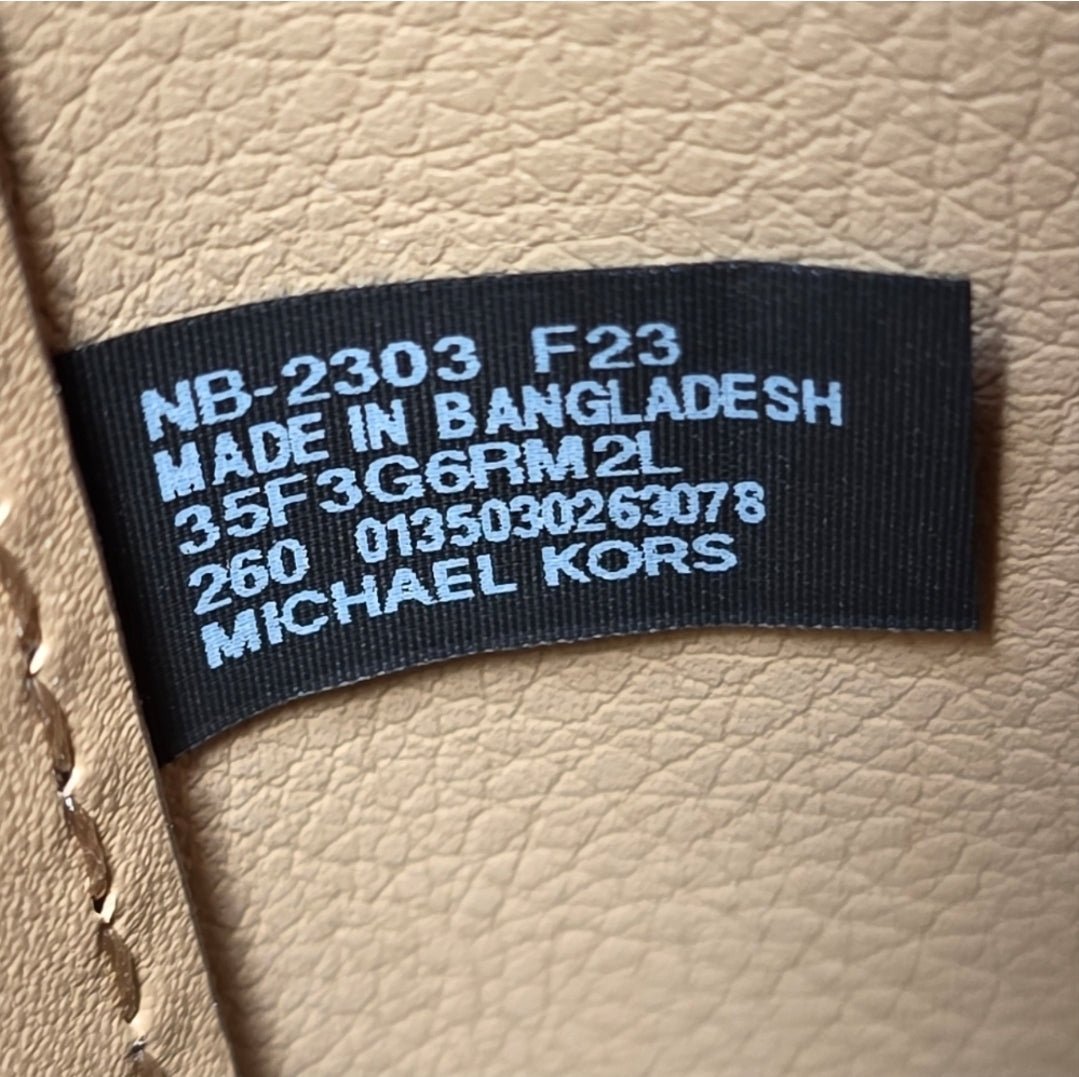 NB-2303 F23
MADE IN BANGLADESH
35F3G6RM2L
260 0135030263078
MICHAEL KORS